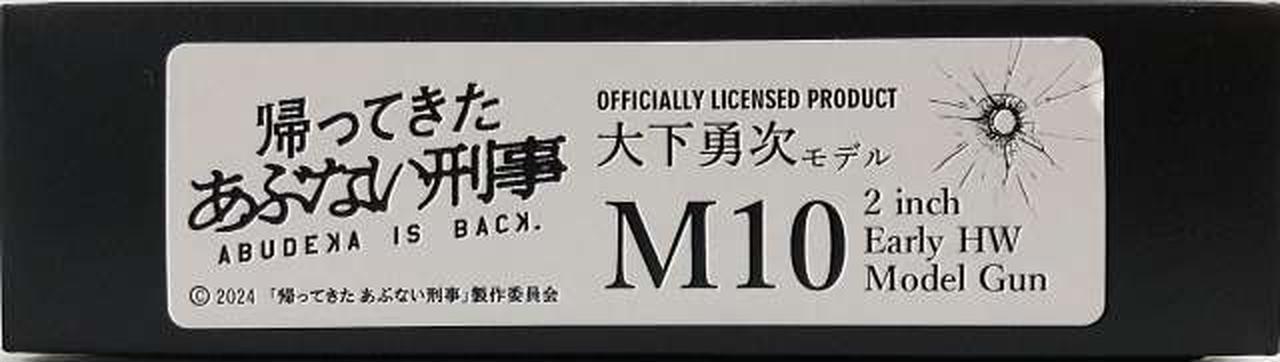 帰ってきた
あぶない刑事
ABUDEKA IS BACK.
© 2024 「帰ってきた あぶない刑事」製作委員会
OFFICIALLY LICENSED PRODUCT
大下勇次モデル
M10
2 inch
Early HW
Model Gun